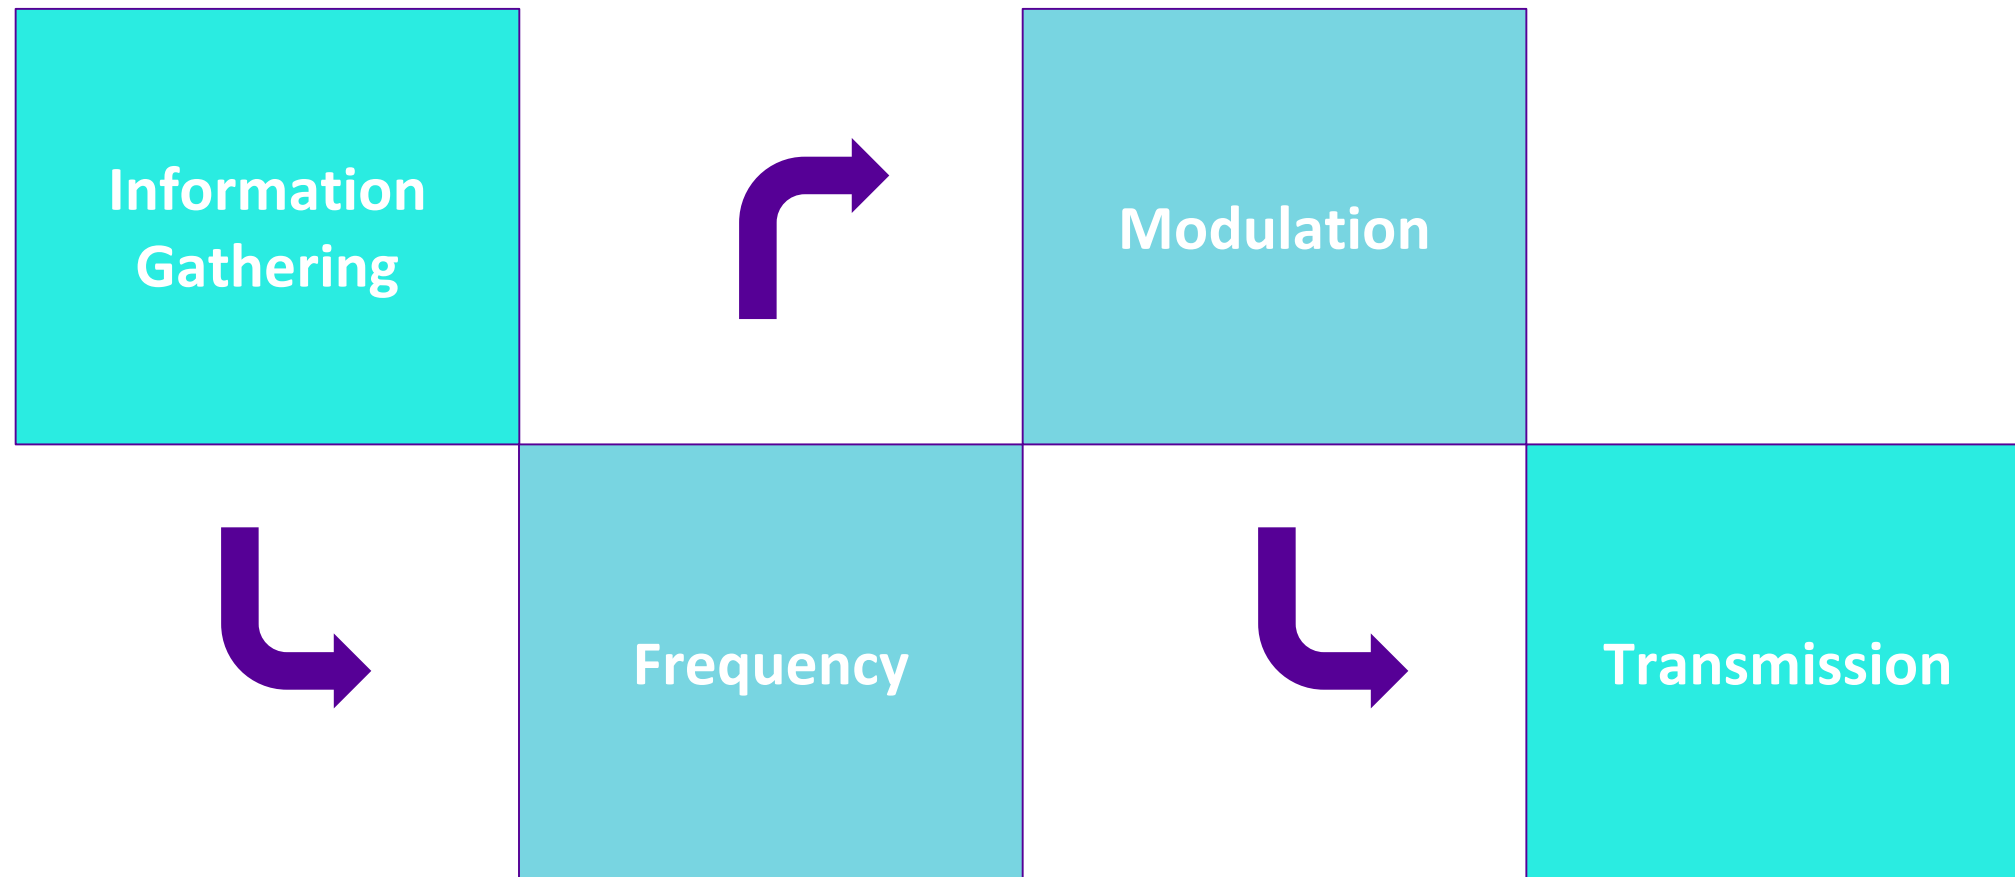 Information
Gathering
Frequency
Modulation
Transmission